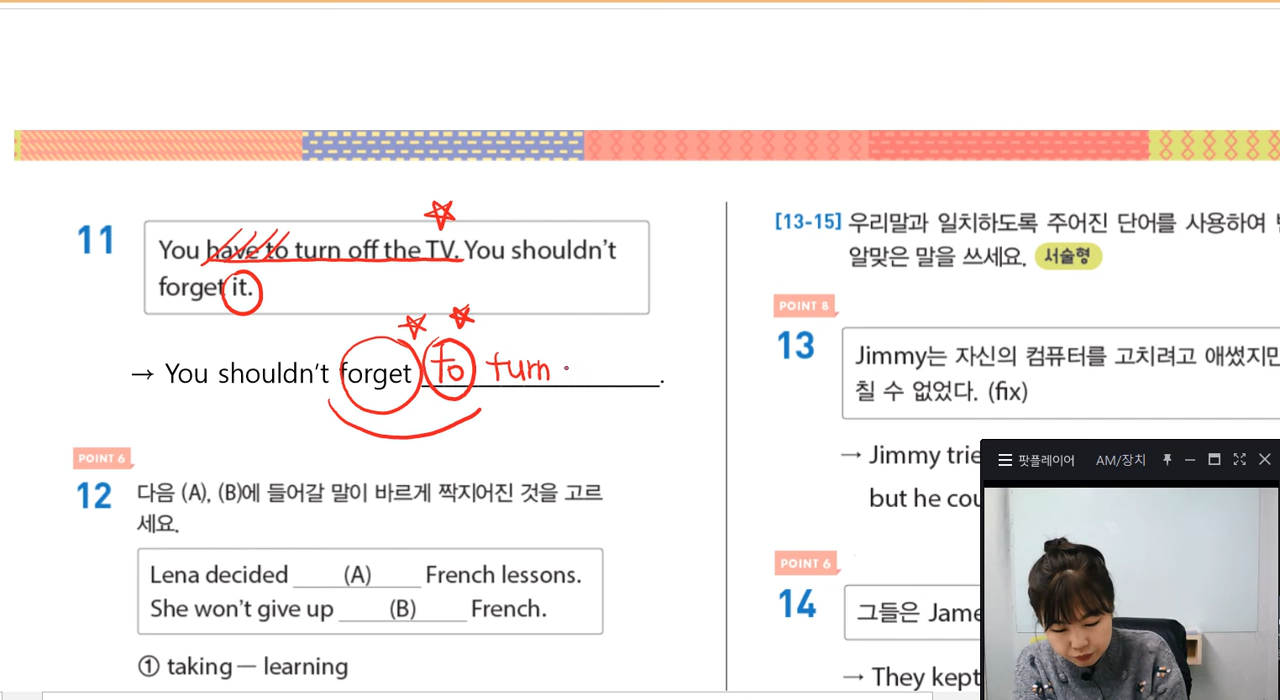 11
You have to turn off the TV. You shouldn't
forget it.
→ You shouldn't forget to turn .
POINT 6
12 다음 (A), (B)에 들어갈 말이 바르게 짝지어진 것을 고르
세요.
Lena decided ____(A)____ French lessons.
She won't give up ____(B)____ French.
① taking — learning
[13-15] 우리말과 일치하도록 주어진 단어를 사용하여
알맞은 말을 쓰세요. 서술형
POINT 8
13
Jimmy는 자신의 컴퓨터를 고치려고 애썼지만
칠 수 없었다. (fix)
→ Jimmy trie
but he cou
POINT 6
14
그들은 Jame
→ They kept
팟플레이어 AM/장치